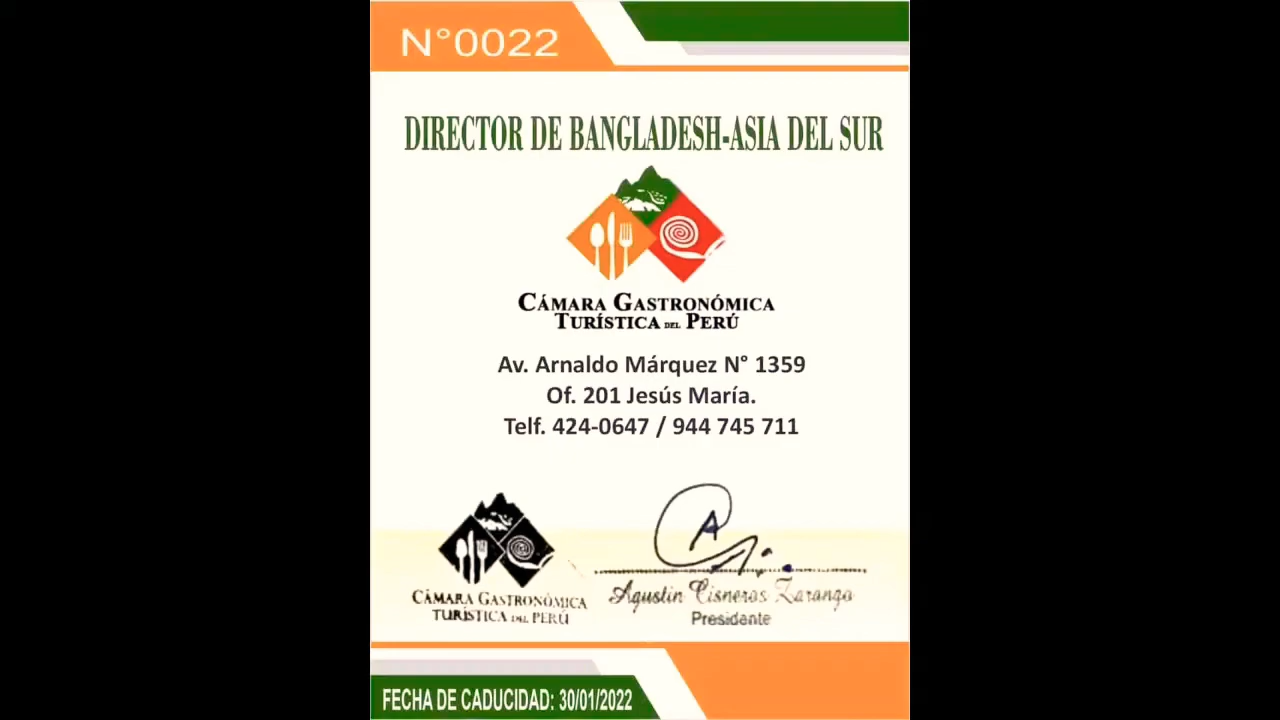 N°0022
DIRECTOR DE BANGLADESH-ASIA DEL SUR
CÁMARA GASTRONÓMICA
TURÍSTICA DEL PERÚ
Av. Arnaldo Márquez N° 1359
Of. 201 Jesús María.
Telf. 424-0647 / 944 745 711
CÁMARA GASTRONÓMICA
TURÍSTICA DEL PERÚ
Agustin Cisneros Zarango
Presidente
FECHA DE CADUCIDAD: 30/01/2022